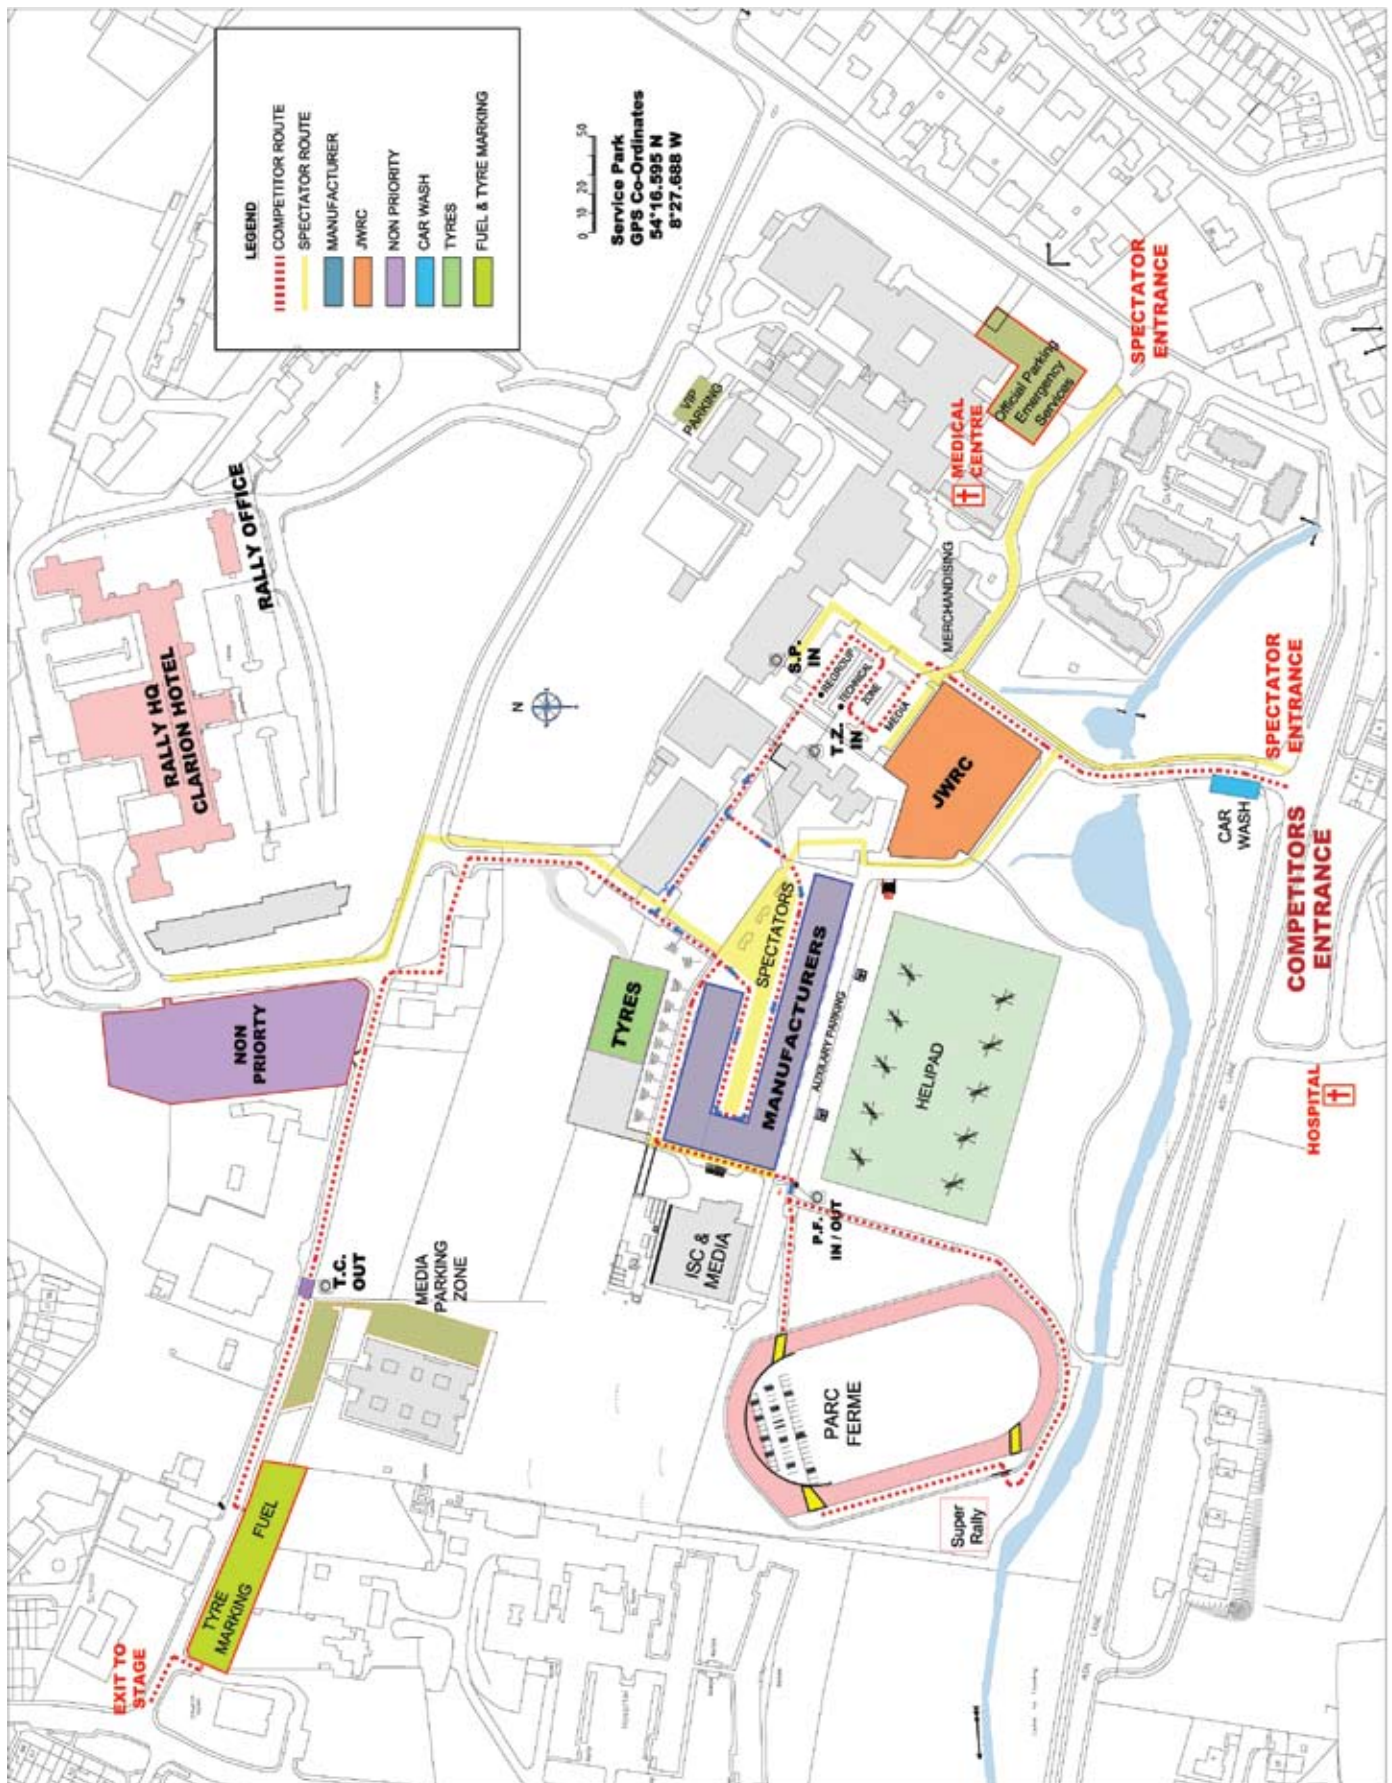 LEGEND
COMPETITOR ROUTE
SPECTATOR ROUTE
MANUFACTURER
JWRC
NON PRIORITY
CAR WASH
TYRES
FUEL & TYRE MARKING
0 10 20 50
Service Park
GPS Co-Ordinates
54°16.595 N
8°27.688 W
RALLY HQ
CLARION HOTEL
RALLY OFFICE
N
VIP
PARKING
Official Parking
Emergency
Services
SPECTATOR
ENTRANCE
MEDICAL
CENTRE
MERCHANDISING
S.P.
IN
REGROUP
TECHNICAL
ZONE
T.Z.
IN
MEDIA
JWRC
SPECTATOR
ENTRANCE
CAR
WASH
COMPETITORS
ENTRANCE
HOSPITAL
SPECTATORS
MANUFACTURERS
AUXILARY PARKING
HELIPAD
TYRES
NON
PRIORTY
T.C.
OUT
MEDIA
PARKING
ZONE
ISC &
MEDIA
P.F.
IN / OUT
PARC
FERME
Super
Rally
FUEL
TYRE
MARKING
EXIT TO
STAGE